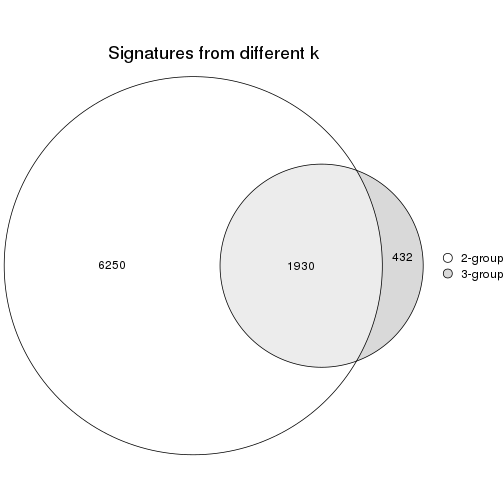 Signatures from different k
6250
1930
432
2-group
3-group